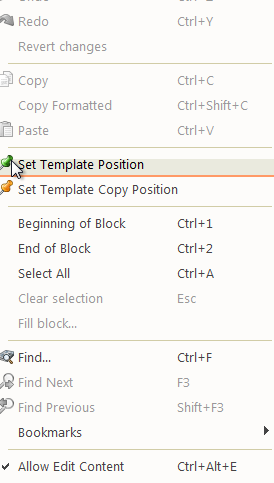 Redo Ctrl+Y
Revert changes
Copy Ctrl+C
Copy Formatted Ctrl+Shift+C
Paste Ctrl+V
Set Template Position
Set Template Copy Position
Beginning of Block Ctrl+1
End of Block Ctrl+2
Select All Ctrl+A
Clear selection Esc
Fill block...
Find... Ctrl+F
Find Next F3
Find Previous Shift+F3
Bookmarks
Allow Edit Content Ctrl+Alt+E